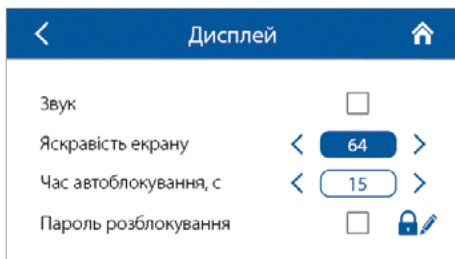 Дисплей
Звук
Яскравість екрану 64
Час автоблокування, с 15
Пароль розблокування